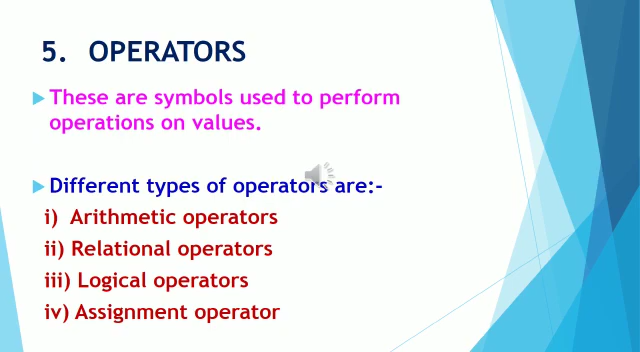 5. OPERATORS
These are symbols used to perform
operations on values.
Different types of operators are:-
i) Arithmetic operators
ii) Relational operators
iii) Logical operators
iv) Assignment operator